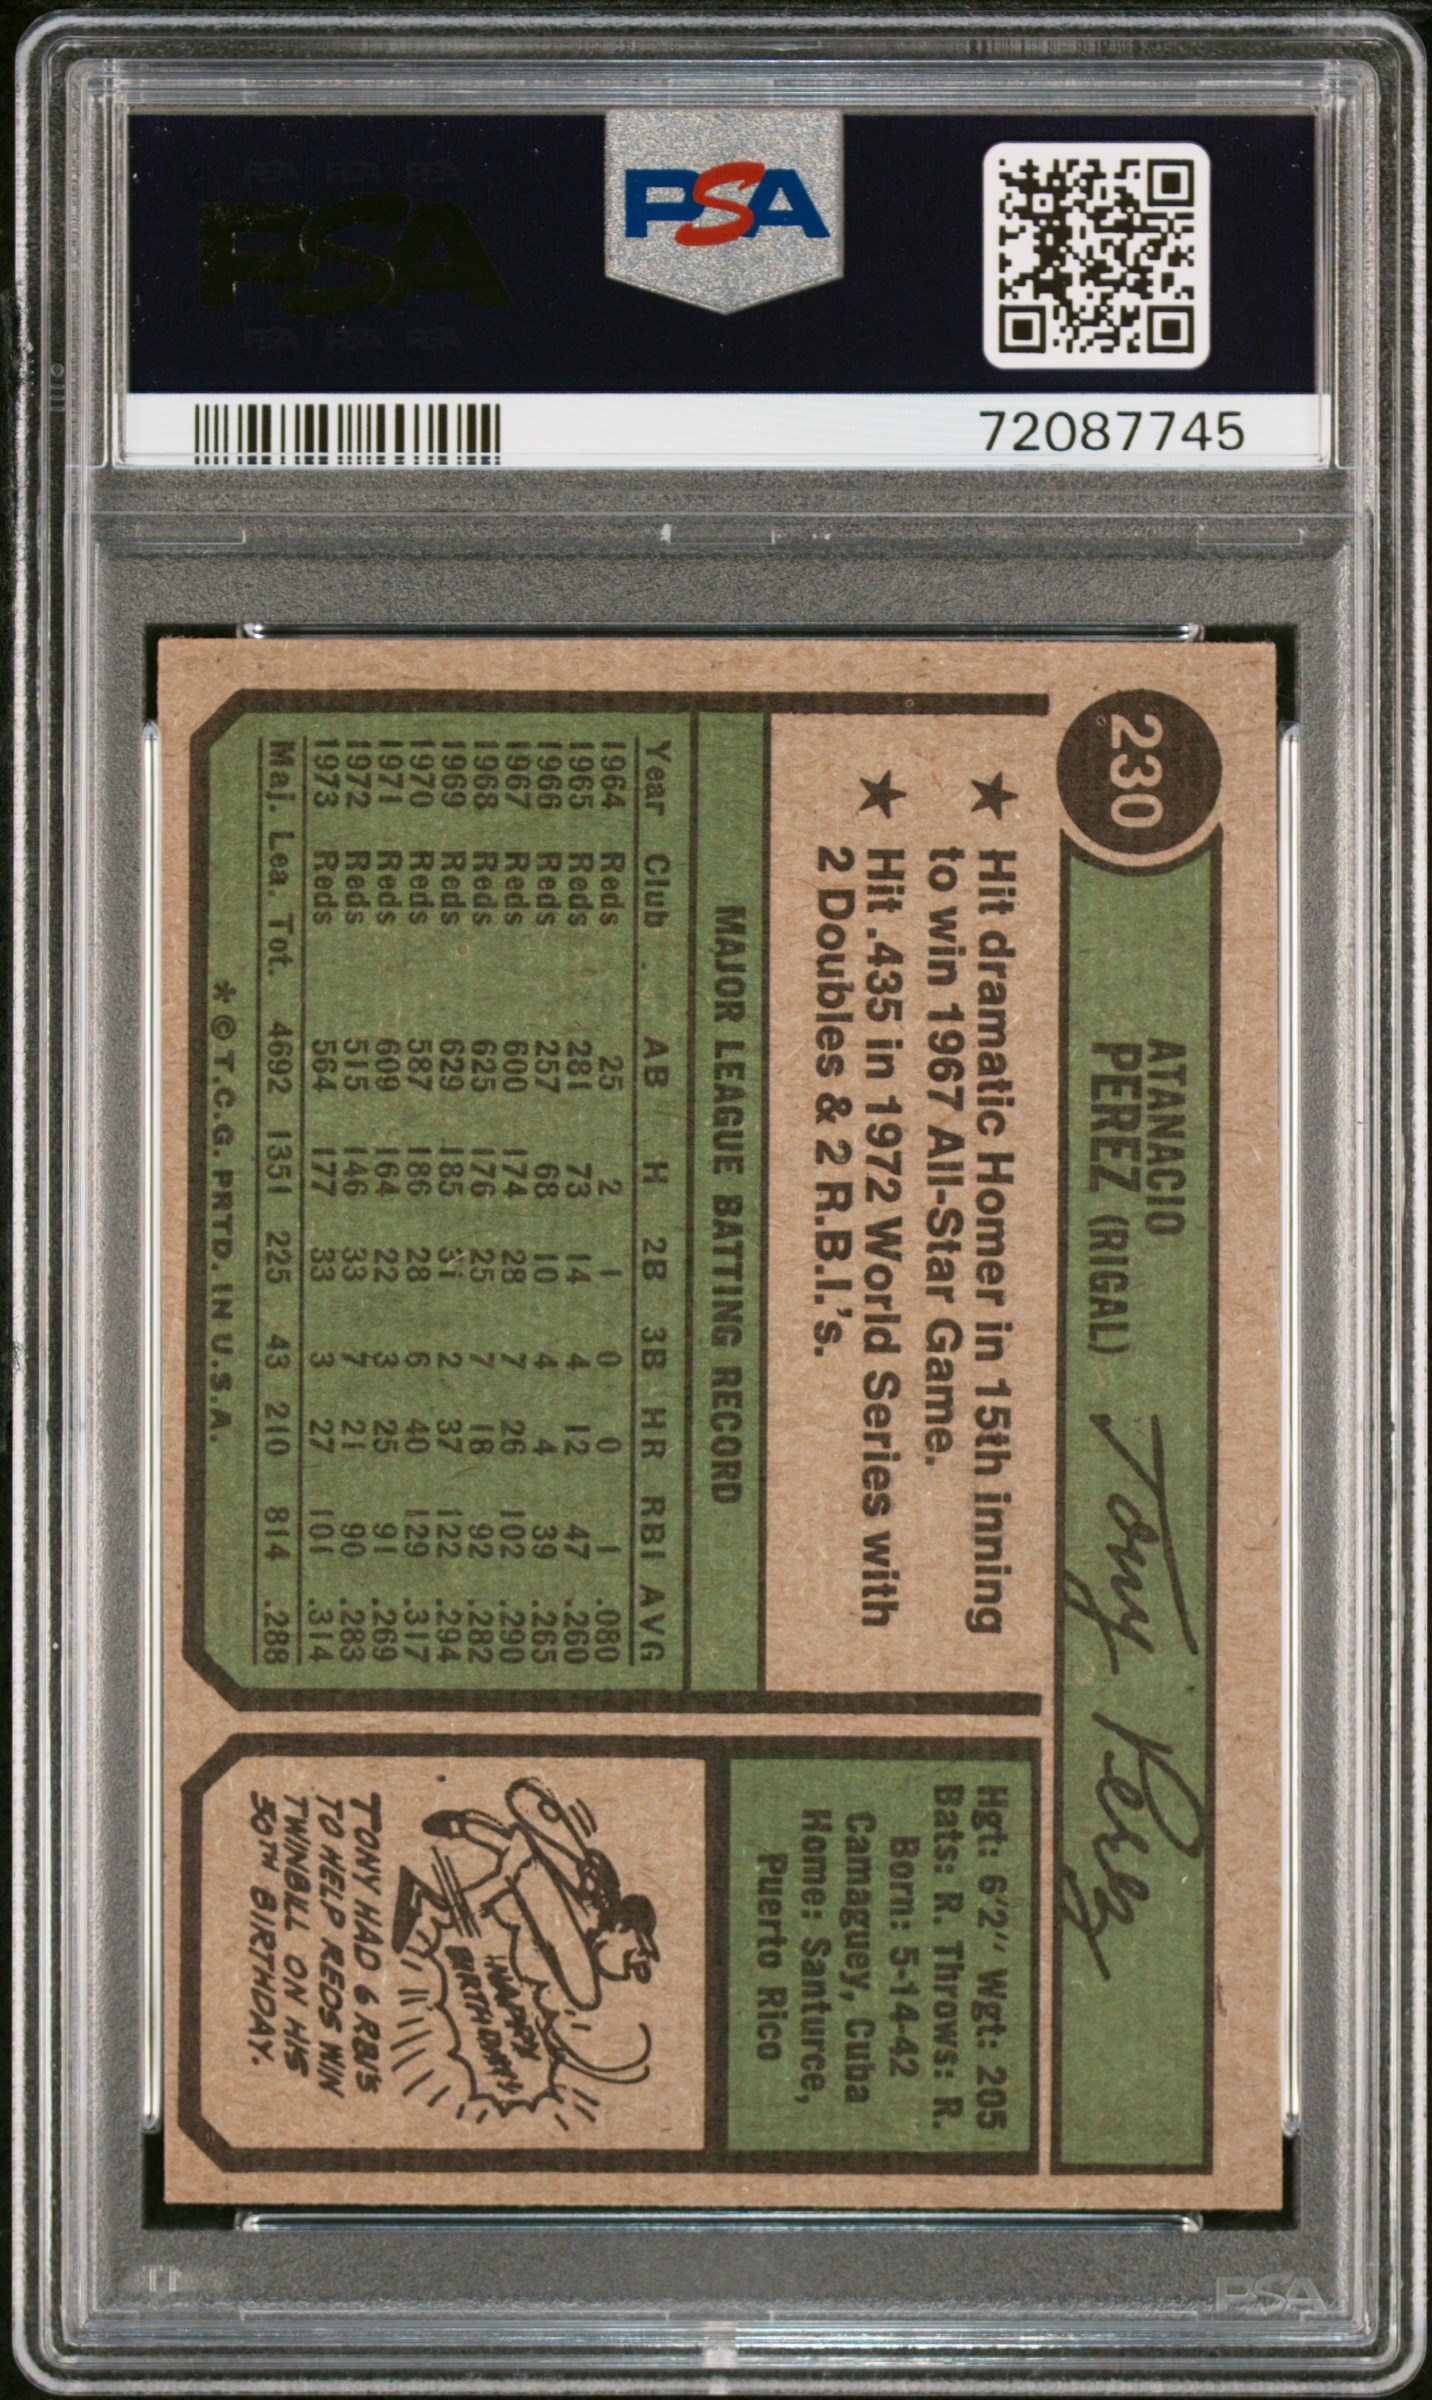 PSA PSA PSA
PSA
PSA PSA PSA
PSA
72087745
230
ATANACIO
PEREZ (RIGAL)
Tony Perez
★ Hit dramatic Homer in 15th inning
to win 1967 All-Star Game.
★ Hit .435 in 1972 World Series with
2 Doubles & 2 R.B.I.'s.
MAJOR LEAGUE BATTING RECORD
Year Club AB H 2B 3B HR RBI AVG
1964 Reds 25 2 1 0 0 1 .080
1965 Reds 281 73 14 4 12 47 .260
1966 Reds 257 68 10 4 4 39 .265
1967 Reds 600 174 28 7 26 102 .290
1968 Reds 625 176 25 7 18 92 .282
1969 Reds 629 185 31 2 37 122 .294
1970 Reds 587 186 28 6 40 129 .317
1971 Reds 609 164 22 3 25 91 .269
1972 Reds 515 146 33 7 21 90 .283
1973 Reds 564 177 33 3 27 101 .314
Maj. Lea. Tot. 4692 1351 225 43 210 814 .288
* © T.C.G. PRTD. IN U.S.A.
Hgt: 6'2" Wgt: 205
Bats: R. Throws: R.
Born: 5-14-42
Camaguey, Cuba
Home: Santurce,
Puerto Rico
HAPPY
BIRTHDAY!
TONY HAD 6 RBI'S
TO HELP REDS WIN
TWINBILL ON HIS
30TH BIRTHDAY.
PSA